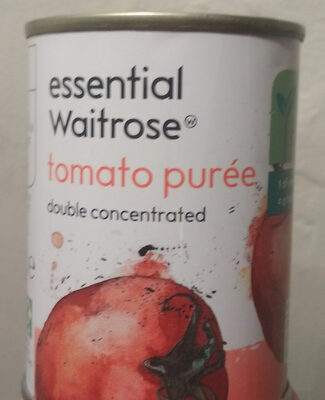 essential
Waitrose
tomato purée
double concentrated